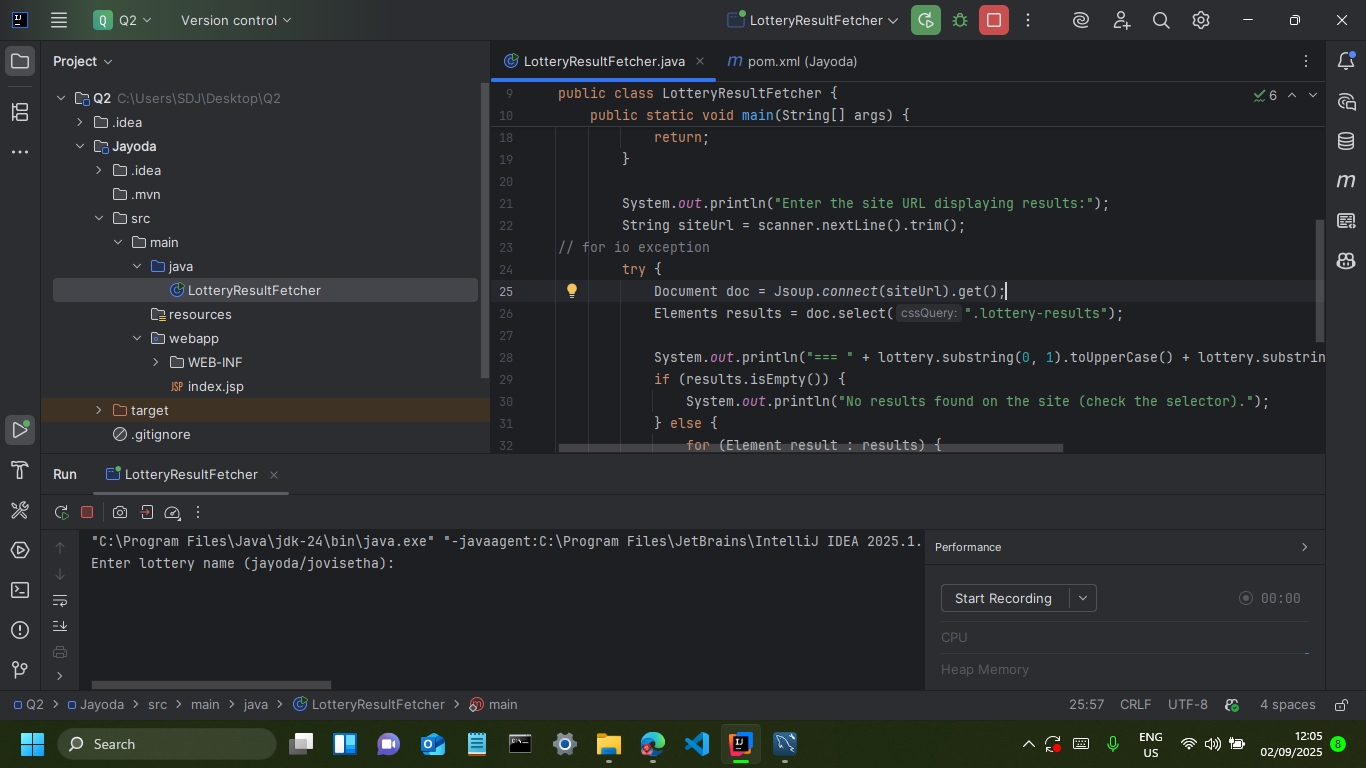 Q Q2 Version control LotteryResultFetcher
Project
LotteryResultFetcher.java
pom.xml (Jayoda)
Q2 C:\Users\SDJ\Desktop\Q2
.idea
Jayoda
.idea
.mvn
src
main
java
LotteryResultFetcher
resources
webapp
WEB-INF
JSP index.jsp
target
.gitignore
6
9 public class LotteryResultFetcher {
10 public static void main(String[] args) {
18 return;
19 }
20
21 System.out.println("Enter the site URL displaying results:");
22 String siteUrl = scanner.nextLine().trim();
23 // for io exception
24 try {
25 Document doc = Jsoup.connect(siteUrl).get();
26 Elements results = doc.select( cssQuery: ".lottery-results");
27
28 System.out.println("=== " + lottery.substring(0, 1).toUpperCase() + lottery.substrin
29 if (results.isEmpty()) {
30 System.out.println("No results found on the site (check the selector).");
31 } else {
32 for (Element result : results) {
Run LotteryResultFetcher
"C:\Program Files\Java\jdk-24\bin\java.exe" "-javaagent:C:\Program Files\JetBrains\IntelliJ IDEA 2025.1.
Enter lottery name (jayoda/jovisetha):
Performance
Start Recording 00:00
CPU
Heap Memory
Q2 > Jayoda > src > main > java > LotteryResultFetcher > main 25:57 CRLF UTF-8 4 spaces
Search
ENG
US
12:05
02/09/2025
8